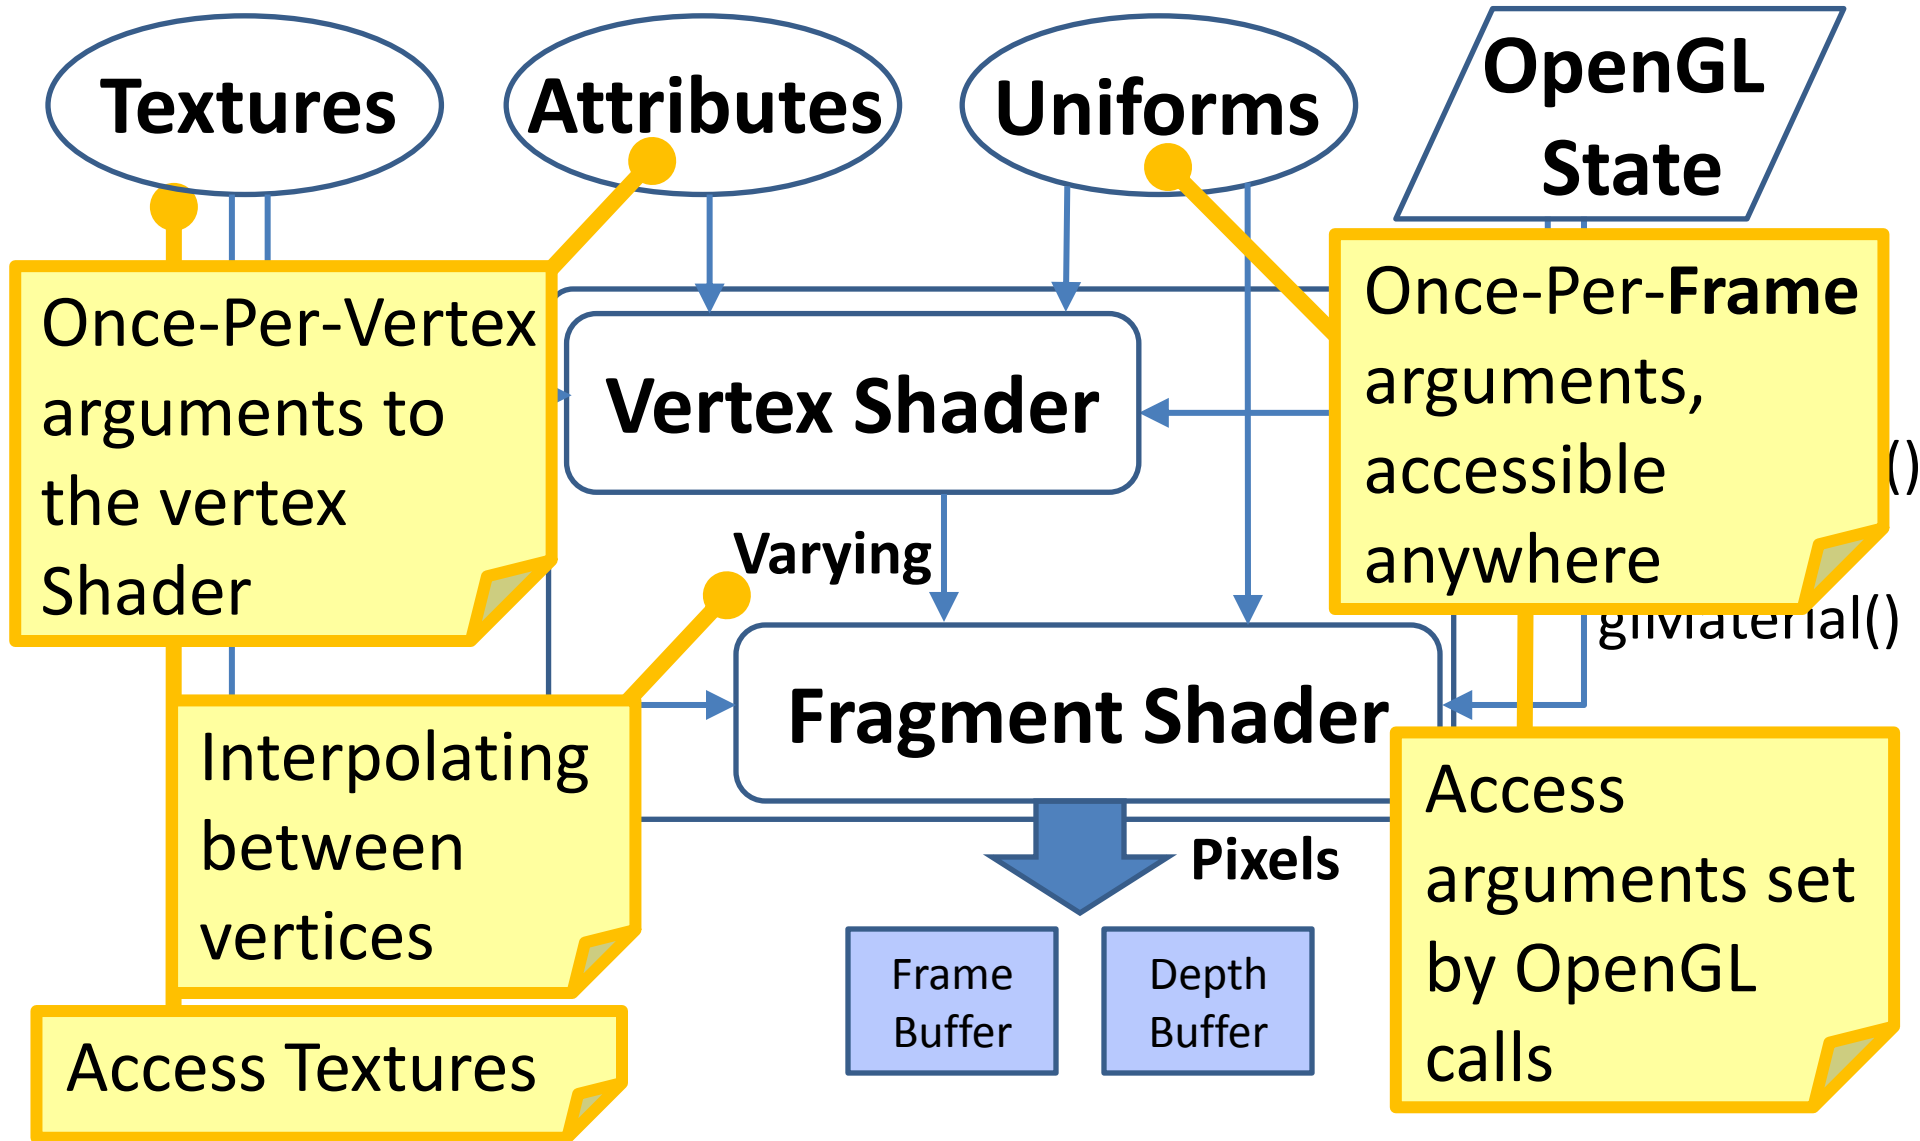 Textures
Attributes
Uniforms
OpenGL
State
Once-Per-Vertex
arguments to
the vertex
Shader
Vertex Shader
Once-Per-Frame
arguments,
accessible
anywhere
()
glMaterial()
Varying
Fragment Shader
Interpolating
between
vertices
Access
arguments set
by OpenGL
calls
Pixels
Frame
Buffer
Depth
Buffer
Access Textures